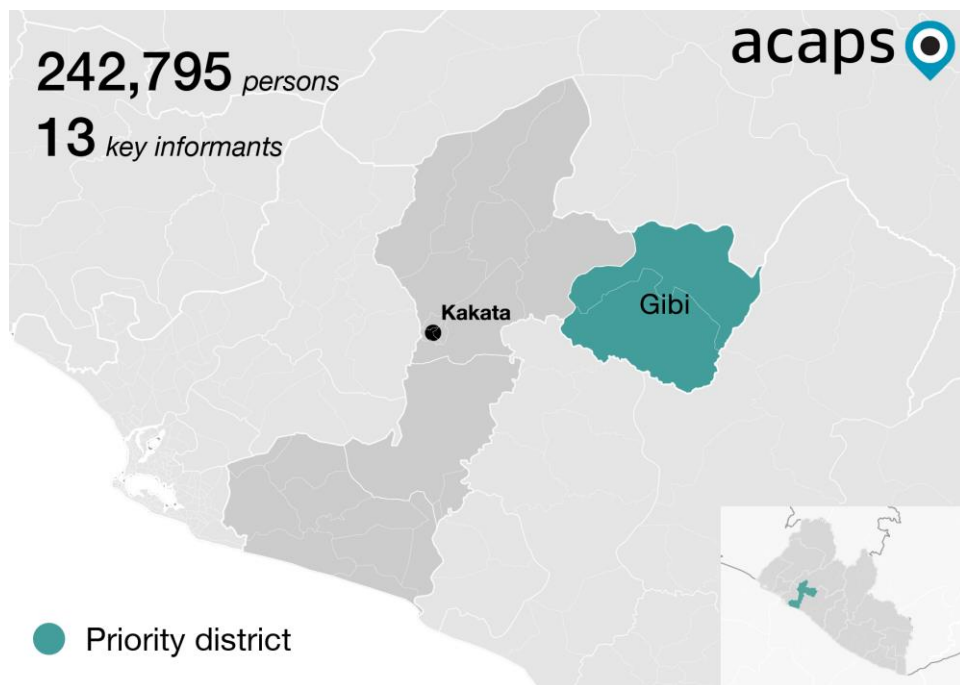 242,795 persons
acaps
13 key informants
Kakata
Gibi
Priority district